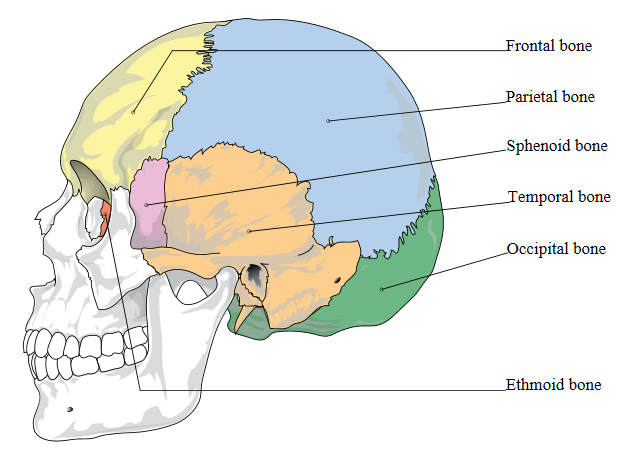 Frontal bone
Parietal bone
Sphenoid bone
Temporal bone
Occipital bone
Ethmoid bone